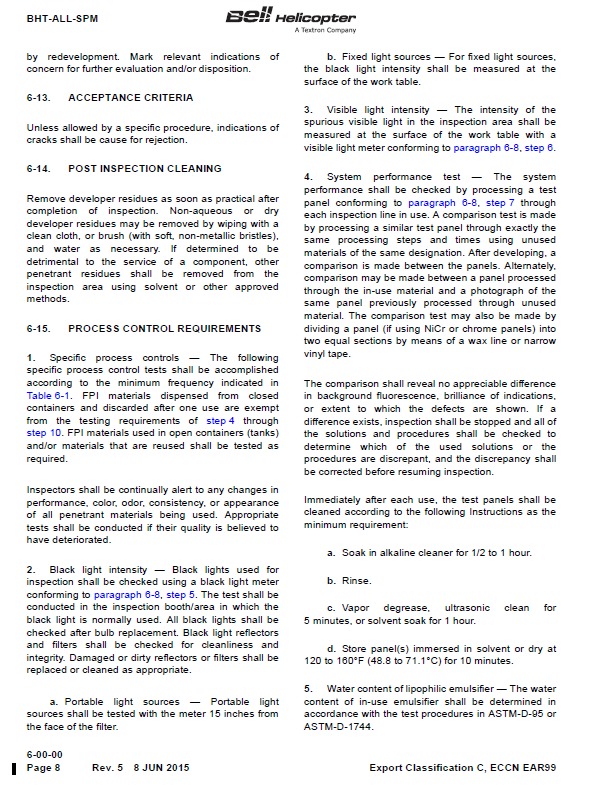 BHT-ALL-SPM
Bell Helicopter
A Textron Company
by redevelopment. Mark relevant indications of
concern for further evaluation and/or disposition.
6-13. ACCEPTANCE CRITERIA
Unless allowed by a specific procedure, indications of
cracks shall be cause for rejection.
6-14. POST INSPECTION CLEANING
Remove developer residues as soon as practical after
completion of inspection. Non-aqueous or dry
developer residues may be removed by wiping with a
clean cloth, or brush (with soft, non-metallic bristles),
and water as necessary. If determined to be
detrimental to the service of a component, other
penetrant residues shall be removed from the
inspection area using solvent or other approved
methods.
6-15. PROCESS CONTROL REQUIREMENTS
1. Specific process controls — The following
specific process control tests shall be accomplished
according to the minimum frequency indicated in
Table 6-1. FPI materials dispensed from closed
containers and discarded after one use are exempt
from the testing requirements of step 4 through
step 10. FPI materials used in open containers (tanks)
and/or materials that are reused shall be tested as
required.
Inspectors shall be continually alert to any changes in
performance, color, odor, consistency, or appearance
of all penetrant materials being used. Appropriate
tests shall be conducted if their quality is believed to
have deteriorated.
2. Black light intensity — Black lights used for
inspection shall be checked using a black light meter
conforming to paragraph 6-8, step 5. The test shall be
conducted in the inspection booth/area in which the
black light is normally used. All black lights shall be
checked after bulb replacement. Black light reflectors
and filters shall be checked for cleanliness and
integrity. Damaged or dirty reflectors or filters shall be
replaced or cleaned as appropriate.
a. Portable light sources — Portable light
sources shall be tested with the meter 15 inches from
the face of the filter.
b. Fixed light sources — For fixed light sources,
the black light intensity shall be measured at the
surface of the work table.
3. Visible light intensity — The intensity of the
spurious visible light in the inspection area shall be
measured at the surface of the work table with a
visible light meter conforming to paragraph 6-8, step 6.
4. System performance test — The system
performance shall be checked by processing a test
panel conforming to paragraph 6-8, step 7 through
each inspection line in use. A comparison test is made
by processing a similar test panel through exactly the
same processing steps and times using unused
materials of the same designation. After developing, a
comparison is made between the panels. Alternately,
comparison may be made between a panel processed
through the in-use material and a photograph of the
same panel previously processed through unused
material. The comparison test may also be made by
dividing a panel (if using NiCr or chrome panels) into
two equal sections by means of a wax line or narrow
vinyl tape.
The comparison shall reveal no appreciable difference
in background fluorescence, brilliance of indications,
or extent to which the defects are shown. If a
difference exists, inspection shall be stopped and all of
the solutions and procedures shall be checked to
determine which of the used solutions or the
procedures are discrepant, and the discrepancy shall
be corrected before resuming inspection.
Immediately after each use, the test panels shall be
cleaned according to the following Instructions as the
minimum requirement:
a. Soak in alkaline cleaner for 1/2 to 1 hour.
b. Rinse.
c. Vapor degrease, ultrasonic clean for
5 minutes, or solvent soak for 1 hour.
d. Store panel(s) immersed in solvent or dry at
120 to 160°F (48.8 to 71.1°C) for 10 minutes.
5. Water content of lipophilic emulsifier — The water
content of in-use emulsifier shall be determined in
accordance with the test procedures in ASTM-D-95 or
ASTM-D-1744.
6-00-00
Page 8 Rev. 5 8 JUN 2015
Export Classification C, ECCN EAR99